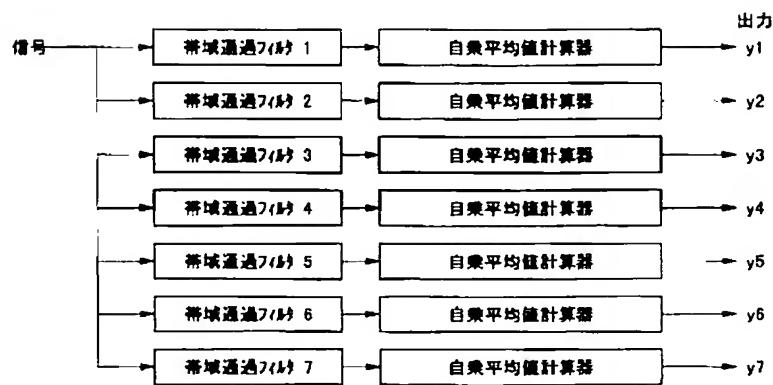 出力
信号 帯域通過フィルタ 1 自乗平均値計算器 y1
帯域通過フィルタ 2 自乗平均値計算器 y2
帯域通過フィルタ 3 自乗平均値計算器 y3
帯域通過フィルタ 4 自乗平均値計算器 y4
帯域通過フィルタ 5 自乗平均値計算器 y5
帯域通過フィルタ 6 自乗平均値計算器 y6
帯域通過フィルタ 7 自乗平均値計算器 y7